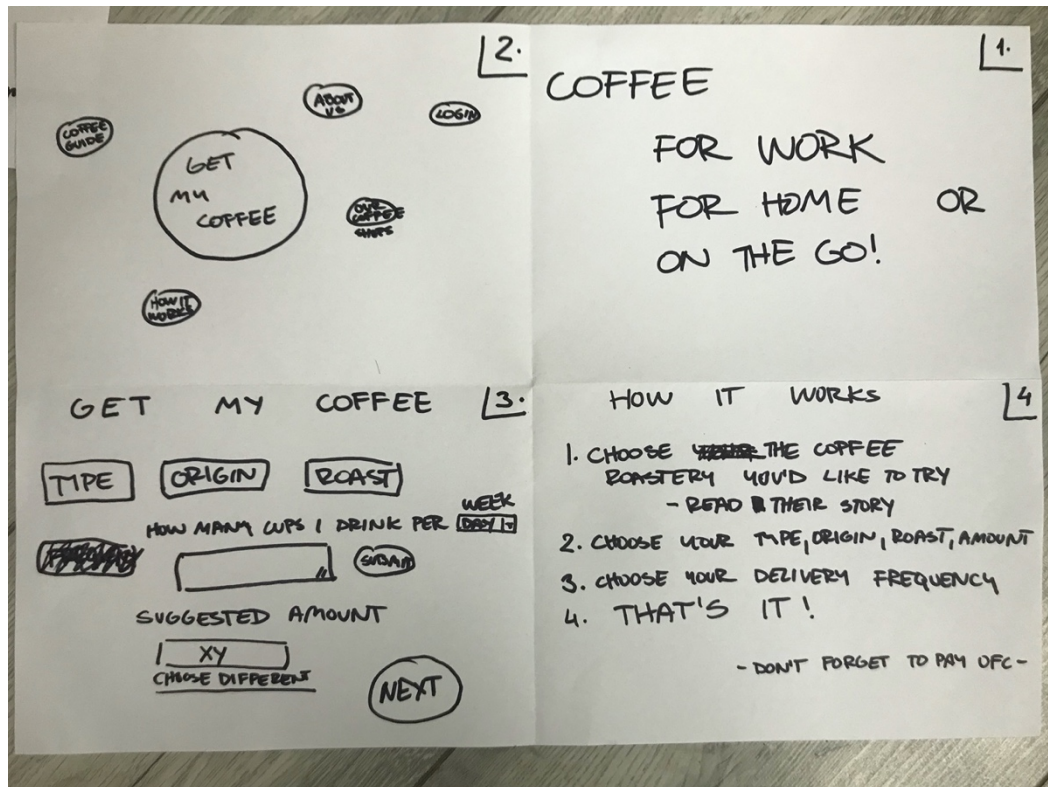 1.
COFFEE
FOR WORK
FOR HOME OR
ON THE GO!
2.
ABOUT
US
LOGIN
COFFEE
GUIDE
GET
MY
COFFEE
OUR
COFFEE
SHOPS
HOW IT
WORKS
3.
GET MY COFFEE
TYPE ORIGIN ROAST
WEEK
HOW MANY CUPS I DRINK PER DAY
SUBMIT
SUGGESTED AMOUNT
XY
CHOOSE DIFFERENT
NEXT
4
HOW IT WORKS
1. CHOOSE THE COFFEE
ROASTERY YOU'D LIKE TO TRY
- READ THEIR STORY
2. CHOOSE YOUR TYPE, ORIGIN, ROAST, AMOUNT
3. CHOOSE YOUR DELIVERY FREQUENCY
4. THAT'S IT!
- DON'T FORGET TO PAY OFC -